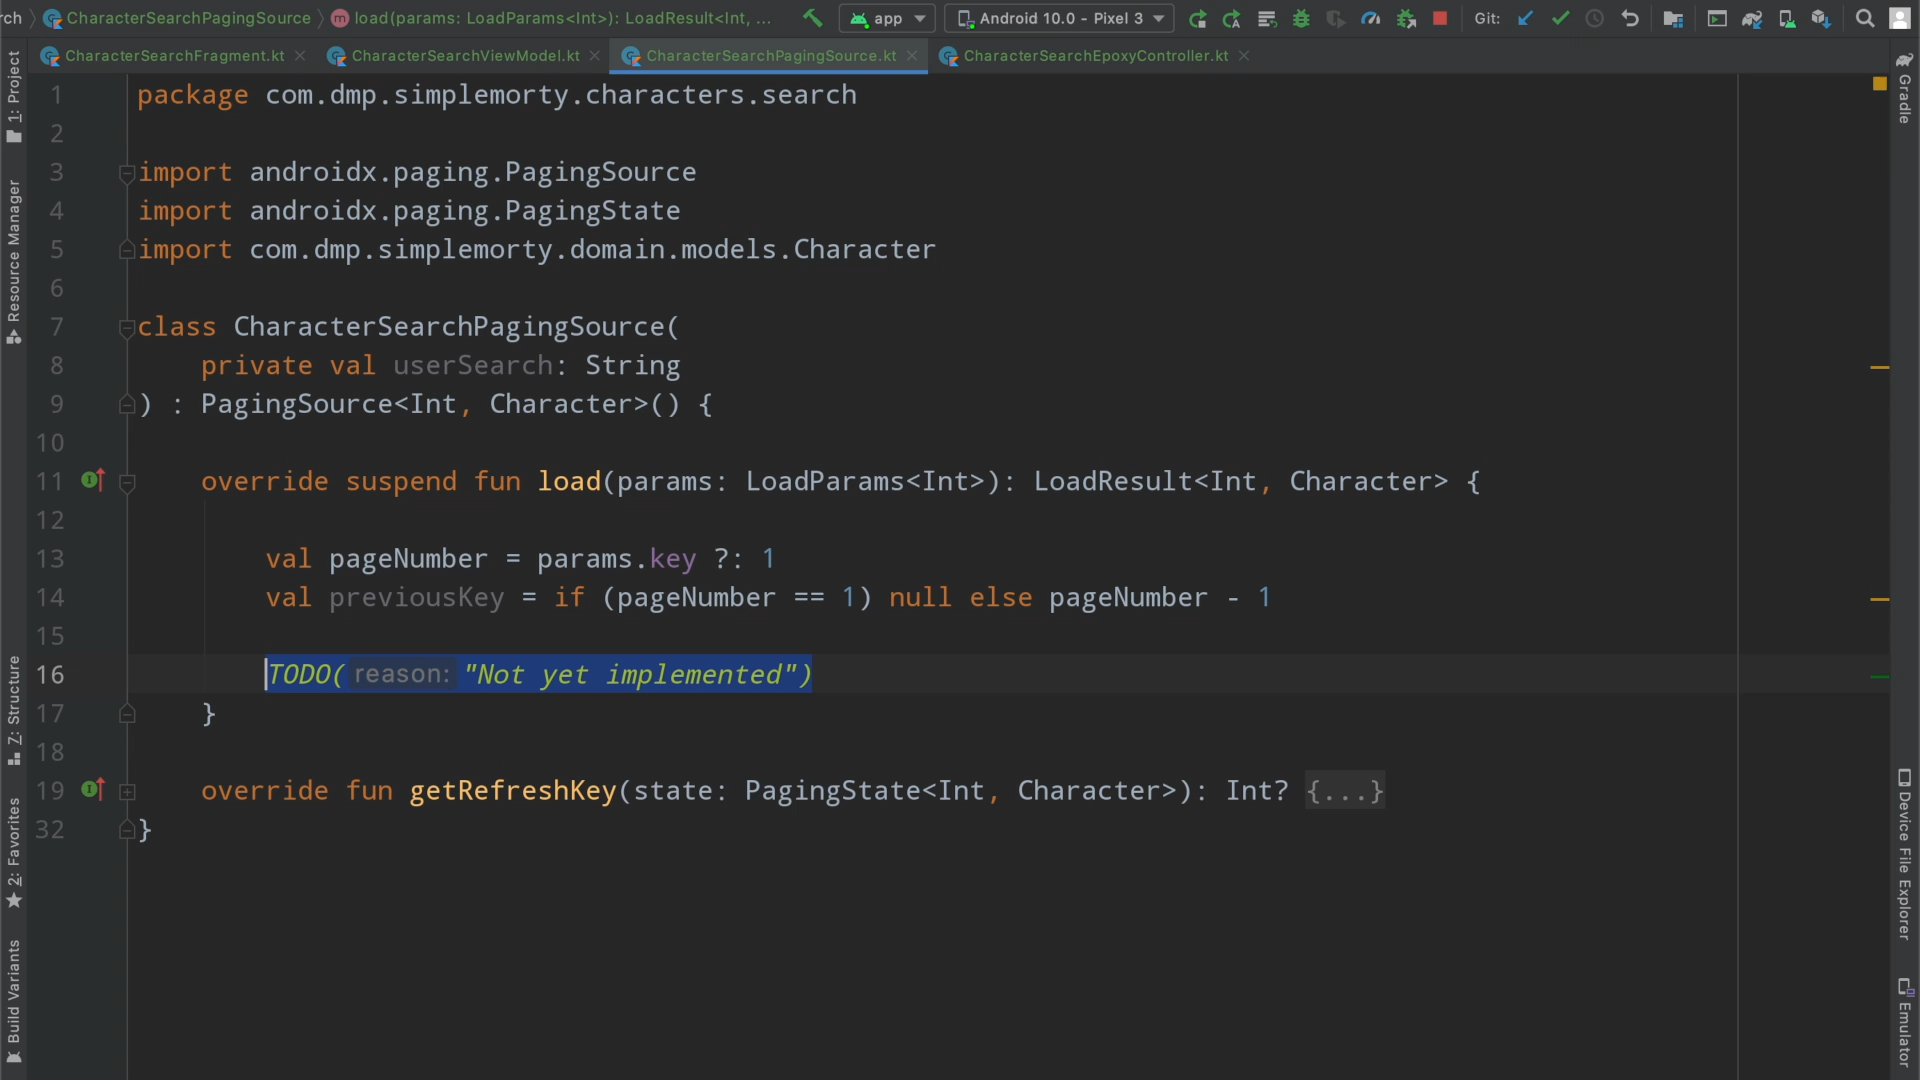 rch CharacterSearchPagingSource load(params: LoadParams<Int>): LoadResult<Int, ... app Android 10.0 - Pixel 3 Git:
CharacterSearchFragment.kt CharacterSearchViewModel.kt CharacterSearchPagingSource.kt CharacterSearchEpoxyController.kt
1: Project
Resource Manager
Z: Structure
2: Favorites
Build Variants
1 package com.dmp.simplemorty.characters.search
2
3 import androidx.paging.PagingSource
4 import androidx.paging.PagingState
5 import com.dmp.simplemorty.domain.models.Character
6
7 class CharacterSearchPagingSource(
8 private val userSearch: String
9 ) : PagingSource<Int, Character>() {
10
11 override suspend fun load(params: LoadParams<Int>): LoadResult<Int, Character> {
12
13 val pageNumber = params.key ?: 1
14 val previousKey = if (pageNumber == 1) null else pageNumber - 1
15
16 TODO( reason: "Not yet implemented")
17 }
18
19 override fun getRefreshKey(state: PagingState<Int, Character>): Int? {...}
32 }
Gradle
Device File Explorer
Emulator